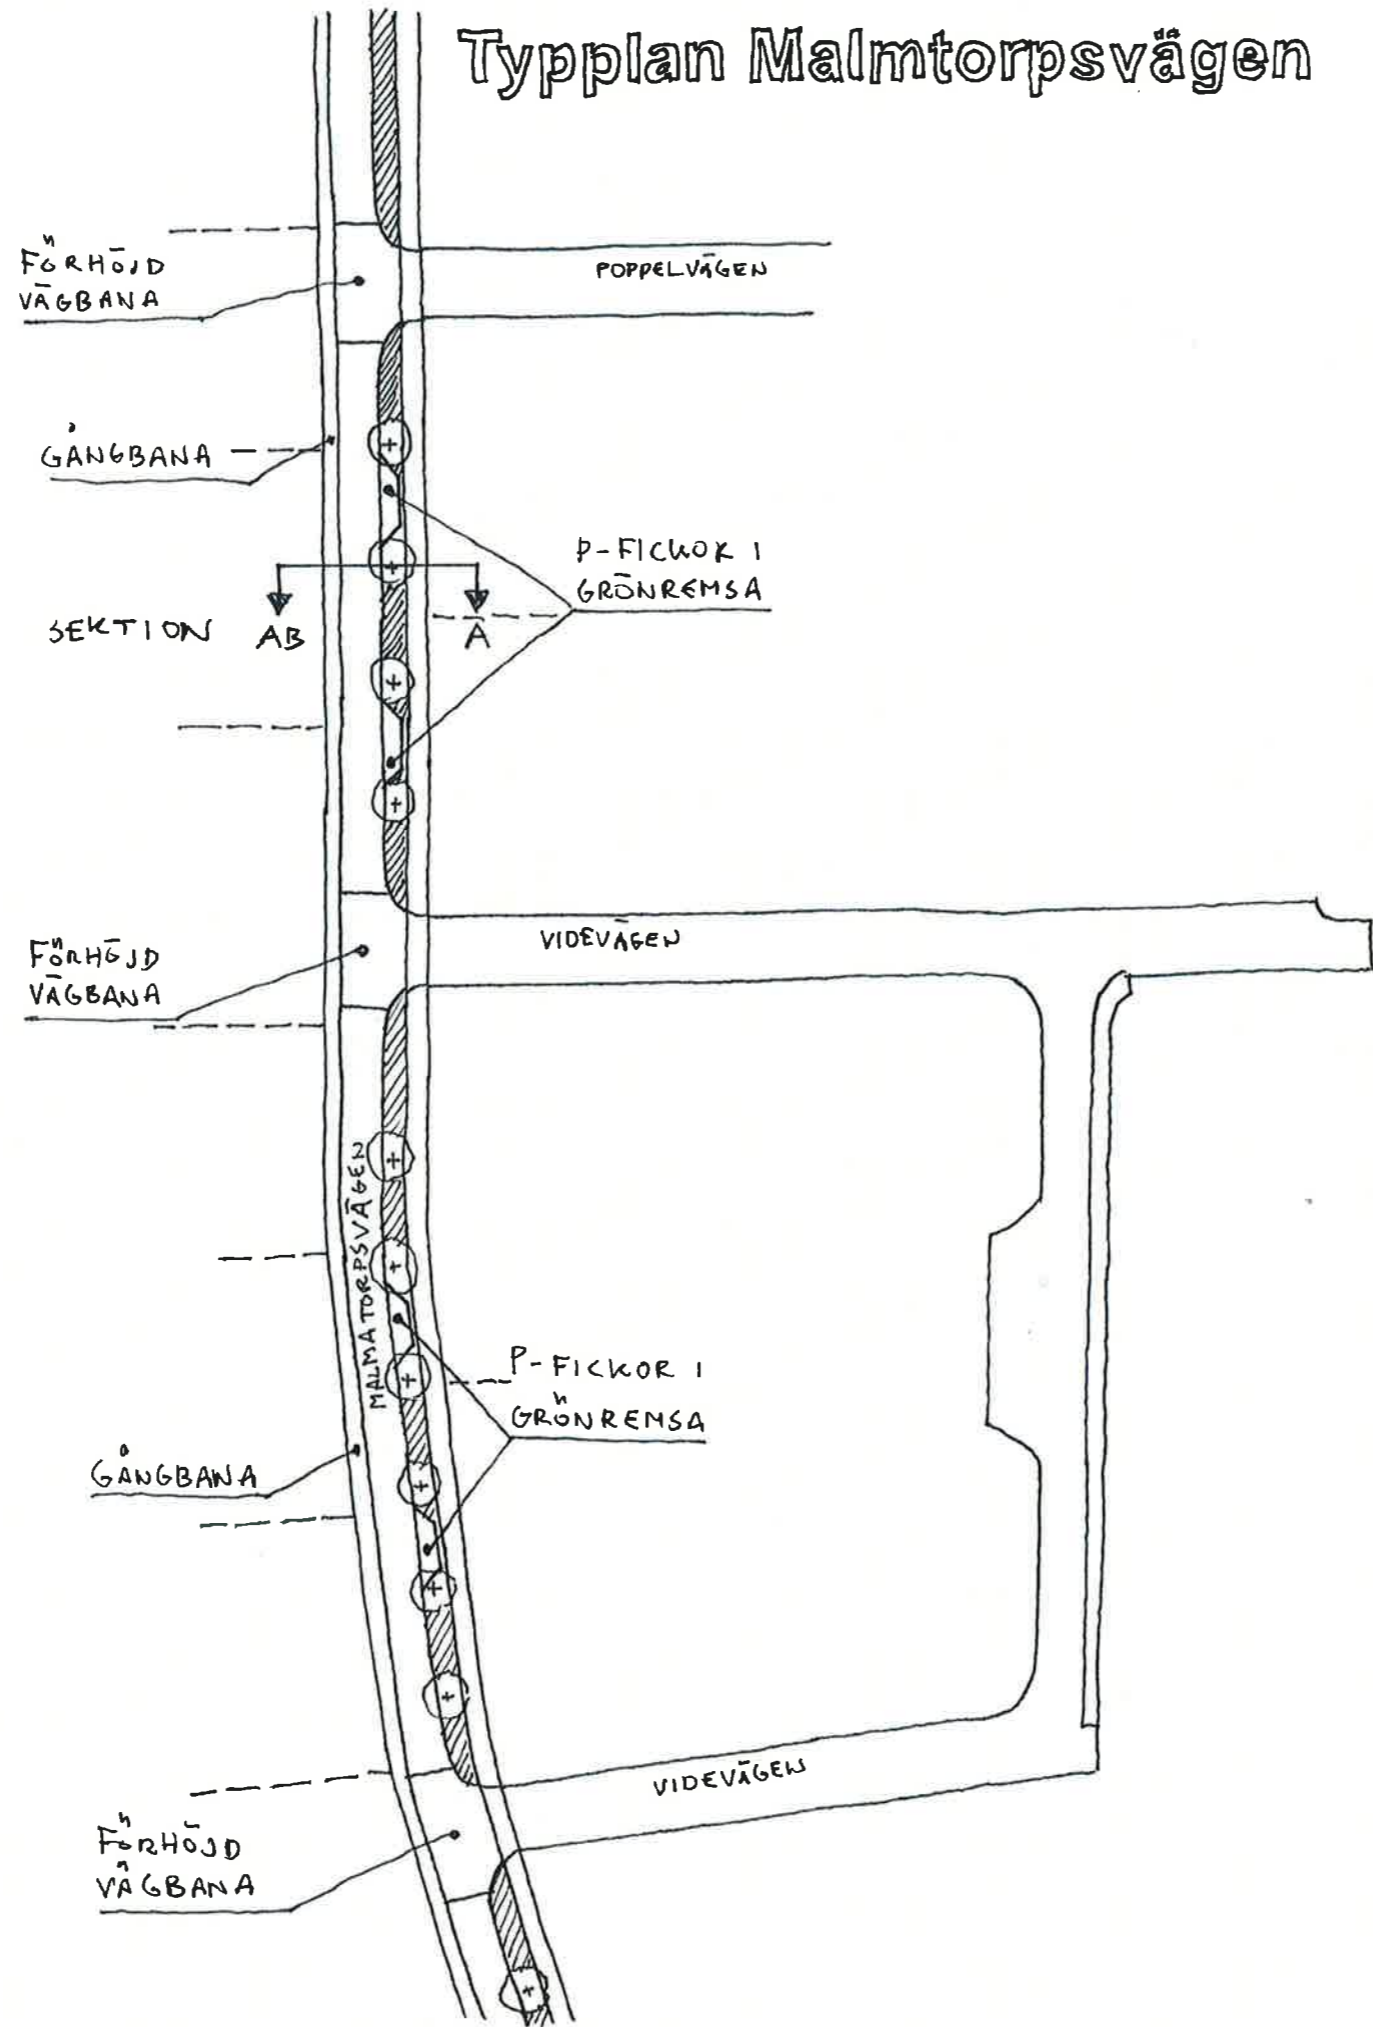 Typplan Malmtorpsvägen
FÖRHÖJD
VÄGBANA
POPPELVÄGEN
GÅNGBANA
P-FICKOR I
GRÖNREMSA
SEKTION AB A
FÖRHÖJD
VÄGBANA
VIDEVÄGEN
MALMATORPSVÄGEN
P-FICKOR I
GRÖNREMSA
GÅNGBANA
VIDEVÄGEN
FÖRHÖJD
VÄGBANA